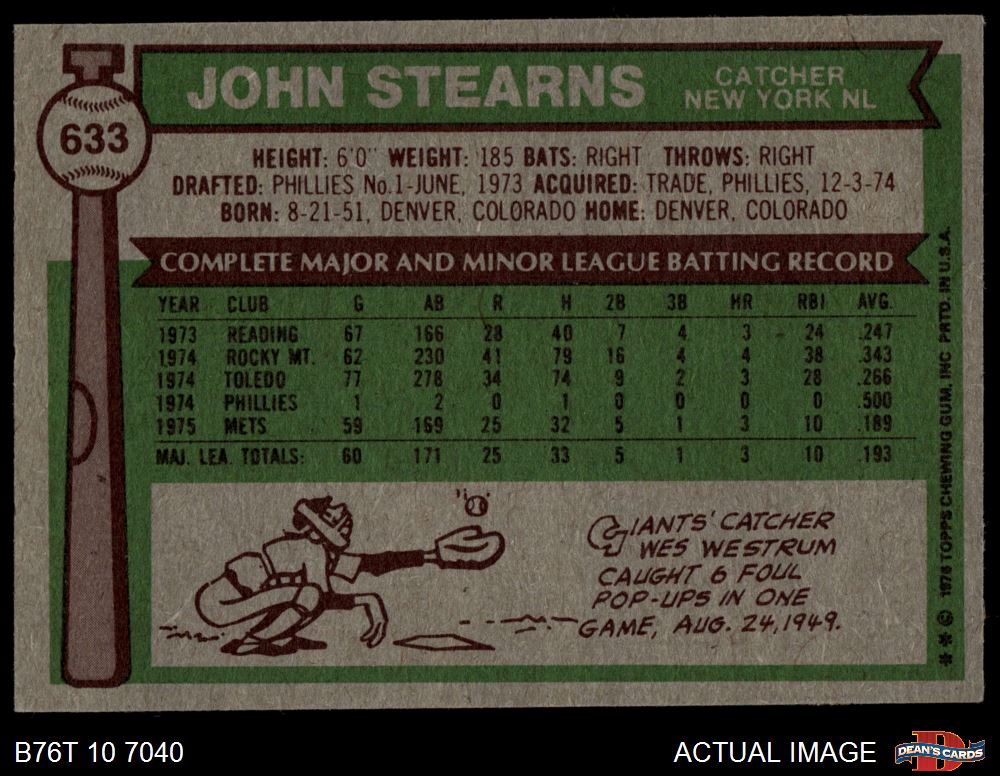 JOHN STEARNS
CATCHER
NEW YORK NL
633
HEIGHT: 6'0" WEIGHT: 185 BATS: RIGHT THROWS: RIGHT
DRAFTED: PHILLIES No.1-JUNE, 1973 ACQUIRED: TRADE, PHILLIES, 12-3-74
BORN: 8-21-51, DENVER, COLORADO HOME: DENVER, COLORADO
COMPLETE MAJOR AND MINOR LEAGUE BATTING RECORD
YEAR CLUB G AB R H 2B 3B HR RBI AVG.
1973 READING 67 166 28 40 7 4 3 24 .247
1974 ROCKY MT. 62 230 41 79 16 4 4 38 .343
1974 TOLEDO 77 278 34 74 9 2 3 28 .266
1974 PHILLIES 1 2 0 1 0 0 0 0 .500
1975 METS 59 169 25 32 5 1 3 10 .189
MAJ. LEA. TOTALS: 60 171 25 33 5 1 3 10 .193
GIANTS' CATCHER
WES WESTRUM
CAUGHT 6 FOUL
POP-UPS IN ONE
GAME, AUG. 24, 1949.
* * © 1976 TOPPS CHEWING GUM, INC. PRTD. IN U.S.A.
B76T 10 7040
ACTUAL IMAGE
DEAN'S CARDS